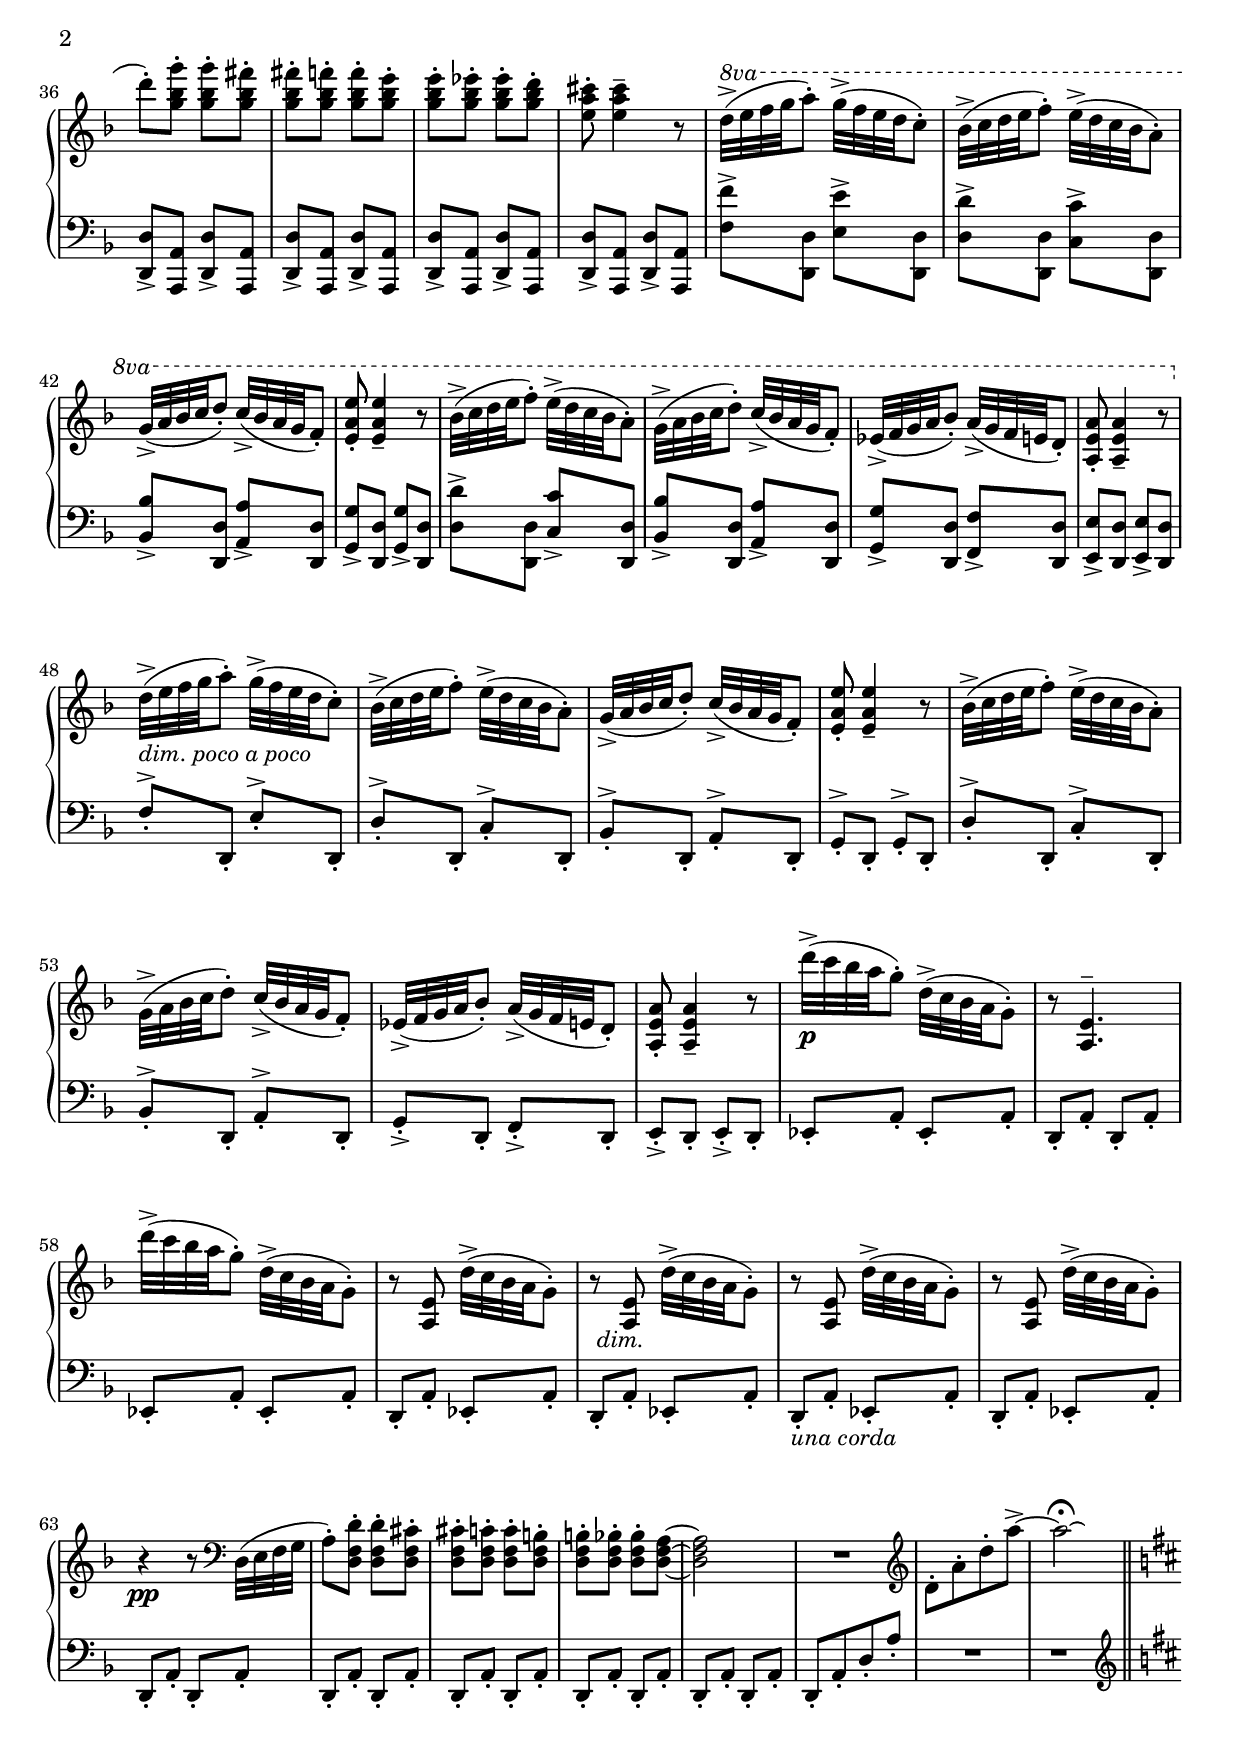 2
36
8va
42
8va
48
dim. poco a poco
53
p
58
dim.
una corda
63
pp